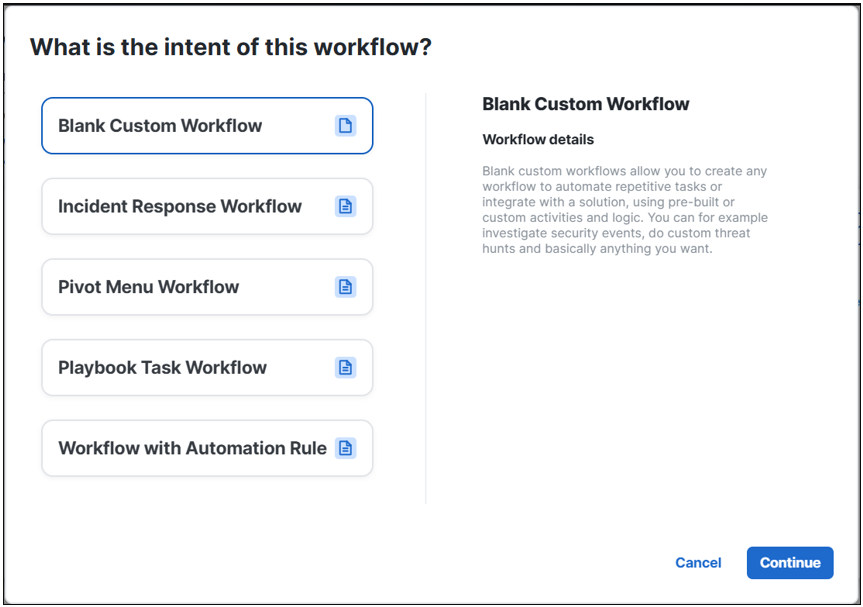 What is the intent of this workflow?
Blank Custom Workflow
Incident Response Workflow
Pivot Menu Workflow
Playbook Task Workflow
Workflow with Automation Rule
Blank Custom Workflow
Workflow details
Blank custom workflows allow you to create any
workflow to automate repetitive tasks or
integrate with a solution, using pre-built or
custom activities and logic. You can for example
investigate security events, do custom threat
hunts and basically anything you want.
Cancel
Continue